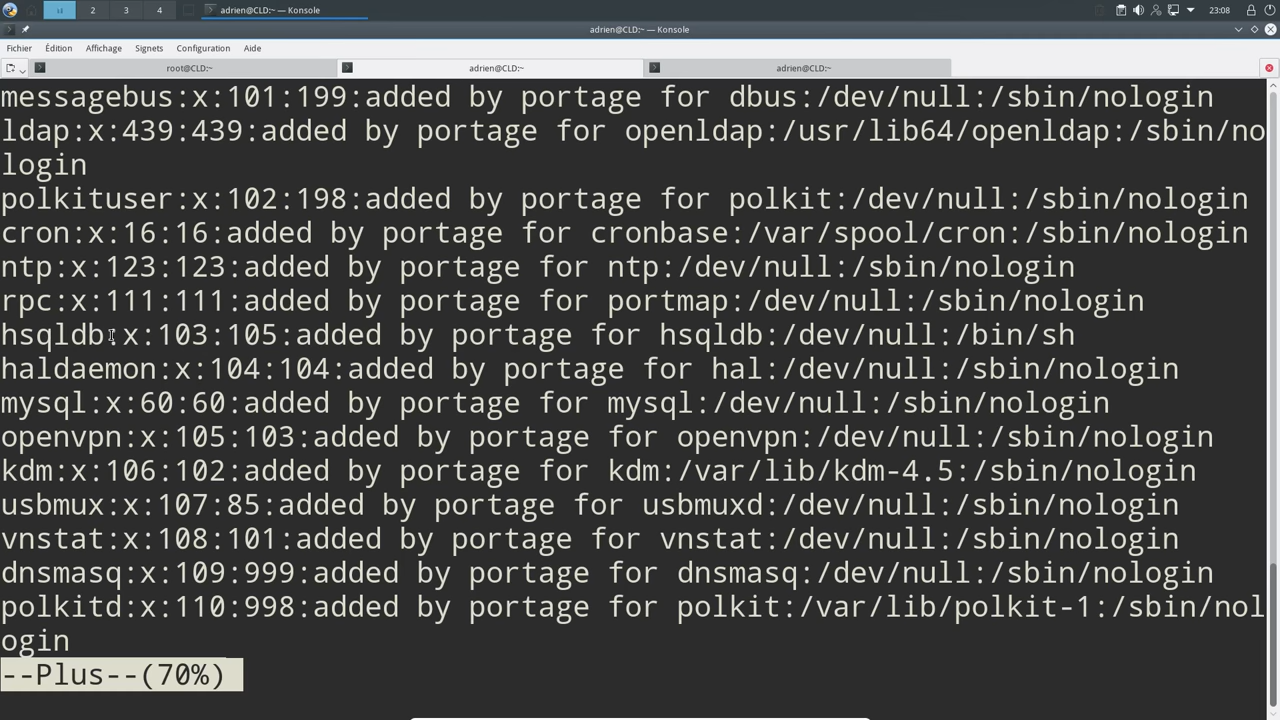 2 3 4 adrien@CLD:~ — Konsole 23:08
adrien@CLD:~ — Konsole
Fichier Édition Affichage Signets Configuration Aide
root@CLD:~ adrien@CLD:~ adrien@CLD:~
messagebus:x:101:199:added by portage for dbus:/dev/null:/sbin/nologin
ldap:x:439:439:added by portage for openldap:/usr/lib64/openldap:/sbin/no
login
polkituser:x:102:198:added by portage for polkit:/dev/null:/sbin/nologin
cron:x:16:16:added by portage for cronbase:/var/spool/cron:/sbin/nologin
ntp:x:123:123:added by portage for ntp:/dev/null:/sbin/nologin
rpc:x:111:111:added by portage for portmap:/dev/null:/sbin/nologin
hsqldb:x:103:105:added by portage for hsqldb:/dev/null:/bin/sh
haldaemon:x:104:104:added by portage for hal:/dev/null:/sbin/nologin
mysql:x:60:60:added by portage for mysql:/dev/null:/sbin/nologin
openvpn:x:105:103:added by portage for openvpn:/dev/null:/sbin/nologin
kdm:x:106:102:added by portage for kdm:/var/lib/kdm-4.5:/sbin/nologin
usbmux:x:107:85:added by portage for usbmuxd:/dev/null:/sbin/nologin
vnstat:x:108:101:added by portage for vnstat:/dev/null:/sbin/nologin
dnsmasq:x:109:999:added by portage for dnsmasq:/dev/null:/sbin/nologin
polkitd:x:110:998:added by portage for polkit:/var/lib/polkit-1:/sbin/nol
ogin
--Plus--(70%)